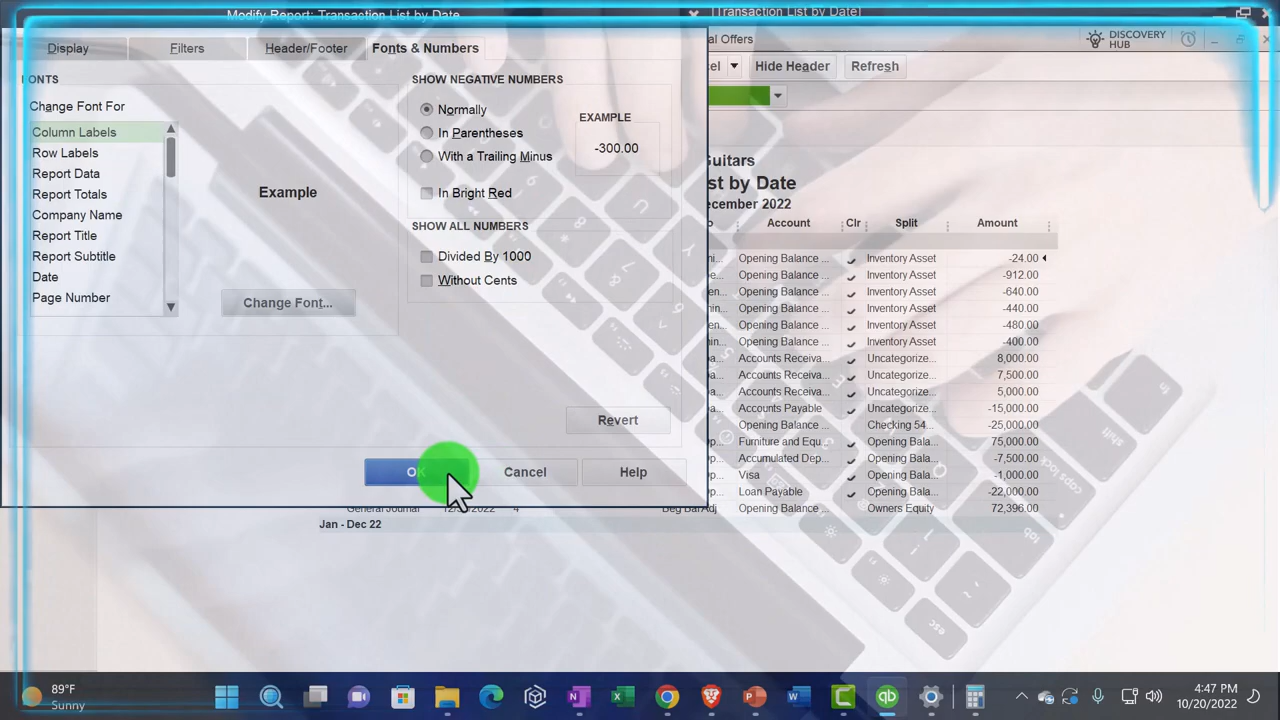 Modify Report: Transaction List by Date
[Transaction List by Date]
Display Filters Header/Footer Fonts & Numbers
al Offers
DISCOVERY
HUB
Hide Header Refresh
FONTS
Change Font For
Column Labels
Row Labels
Report Data
Report Totals
Company Name
Report Title
Report Subtitle
Date
Page Number
Example
Change Font...
SHOW NEGATIVE NUMBERS
Normally
In Parentheses
With a Trailing Minus
In Bright Red
EXAMPLE
-300.00
SHOW ALL NUMBERS
Divided By 1000
Without Cents
Revert
OK Cancel Help
Guitars
st by Date
ecember 2022
Account Clr Split Amount
Opening Balance ... Inventory Asset -24.00
Opening Balance ... Inventory Asset -912.00
Opening Balance ... Inventory Asset -640.00
Opening Balance ... Inventory Asset -440.00
Opening Balance ... Inventory Asset -480.00
Opening Balance ... Inventory Asset -400.00
Accounts Receiva... Uncategorize... 8,000.00
Accounts Receiva... Uncategorize... 7,500.00
Accounts Receiva... Uncategorize... 5,000.00
Accounts Payable Uncategorize... -15,000.00
Opening Balance ... Checking 54... -25,000.00
Furniture and Equ... Opening Bala... 75,000.00
Accumulated Dep... Opening Bala... -7,500.00
Visa Opening Bala... -1,000.00
Loan Payable Opening Bala... -22,000.00
General Journal 4 Beg Bal Adj Opening Balance ... Owners Equity 72,396.00
Jan - Dec 22
89°F
Sunny
4:47 PM
10/20/2022